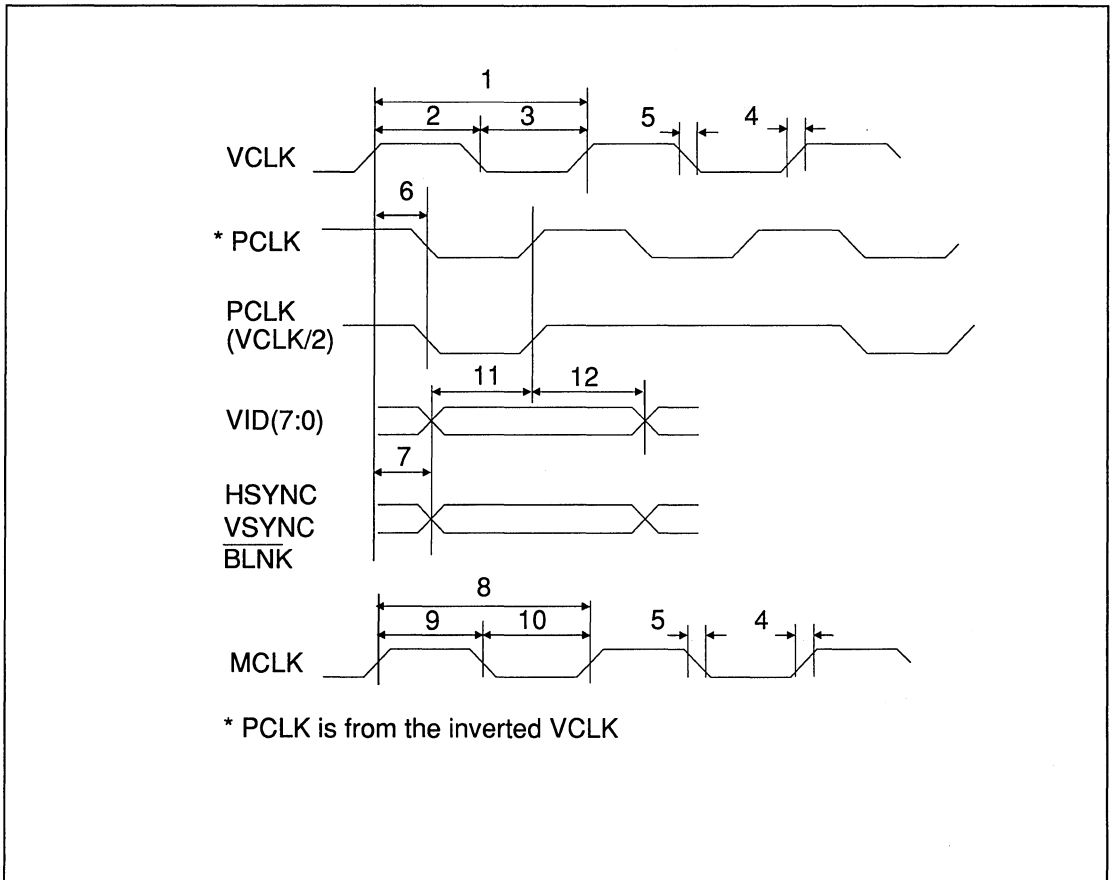 1
2 3 5 4
VCLK
6
* PCLK
PCLK
(VCLK/2)
11 12
VID(7:0)
7
HSYNC
VSYNC
BLNK
8
9 10 5 4
MCLK
* PCLK is from the inverted VCLK